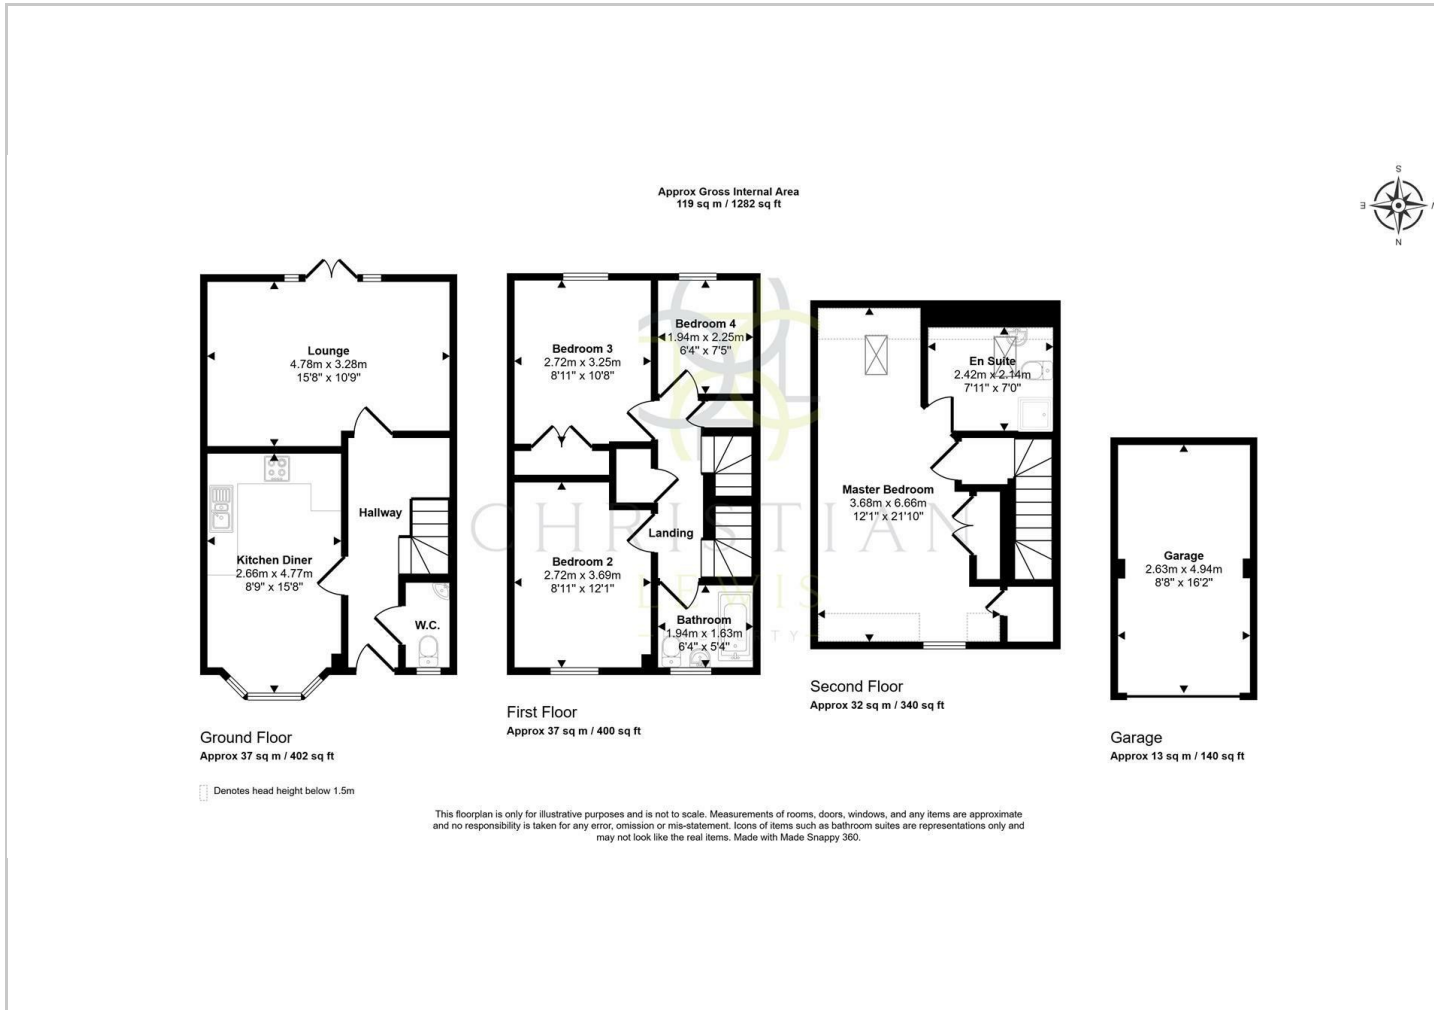 Approx Gross Internal Area
119 sq m / 1282 sq ft
S
E
N
Lounge
4.78m x 3.28m
15'8" x 10'9"
Hallway
Kitchen Diner
2.66m x 4.77m
8'9" x 15'8"
W.C.
Ground Floor
Approx 37 sq m / 402 sq ft
Bedroom 3
2.72m x 3.25m
8'11" x 10'8"
Bedroom 4
1.94m x 2.25m
6'4" x 7'5"
Landing
Bedroom 2
2.72m x 3.69m
8'11" x 12'1"
Bathroom
1.94m x 1.63m
6'4" x 5'4"
First Floor
Approx 37 sq m / 400 sq ft
En Suite
2.42m x 2.14m
7'11" x 7'0"
Master Bedroom
3.68m x 6.66m
12'1" x 21'10"
Second Floor
Approx 32 sq m / 340 sq ft
Garage
2.63m x 4.94m
8'8" x 16'2"
Garage
Approx 13 sq m / 140 sq ft
CHRISTIAN
LEWIS
Denotes head height below 1.5m
This floorplan is only for illustrative purposes and is not to scale. Measurements of rooms, doors, windows, and any items are approximate
and no responsibility is taken for any error, omission or mis-statement. Icons of items such as bathroom suites are representations only and
may not look like the real items. Made with Made Snappy 360.